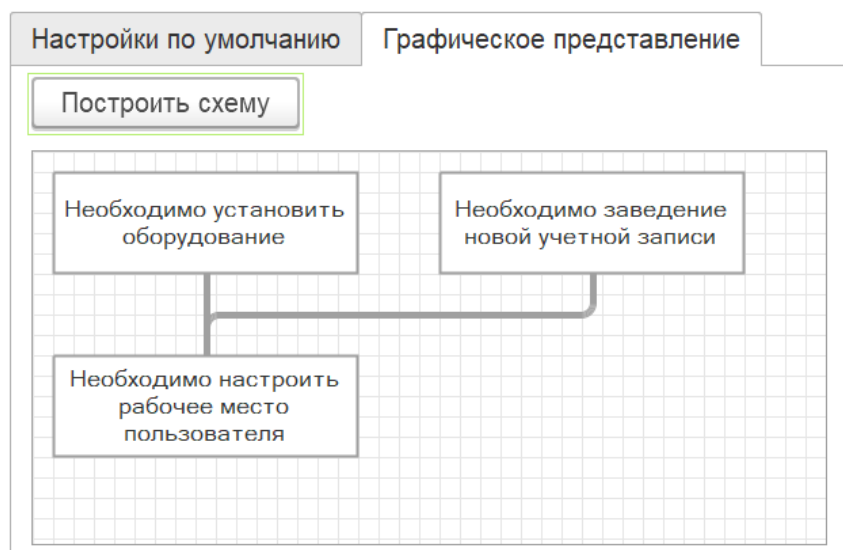 Настройки по умолчанию
Графическое представление
Построить схему
Необходимо установить
оборудование
Необходимо заведение
новой учетной записи
Необходимо настроить
рабочее место
пользователя